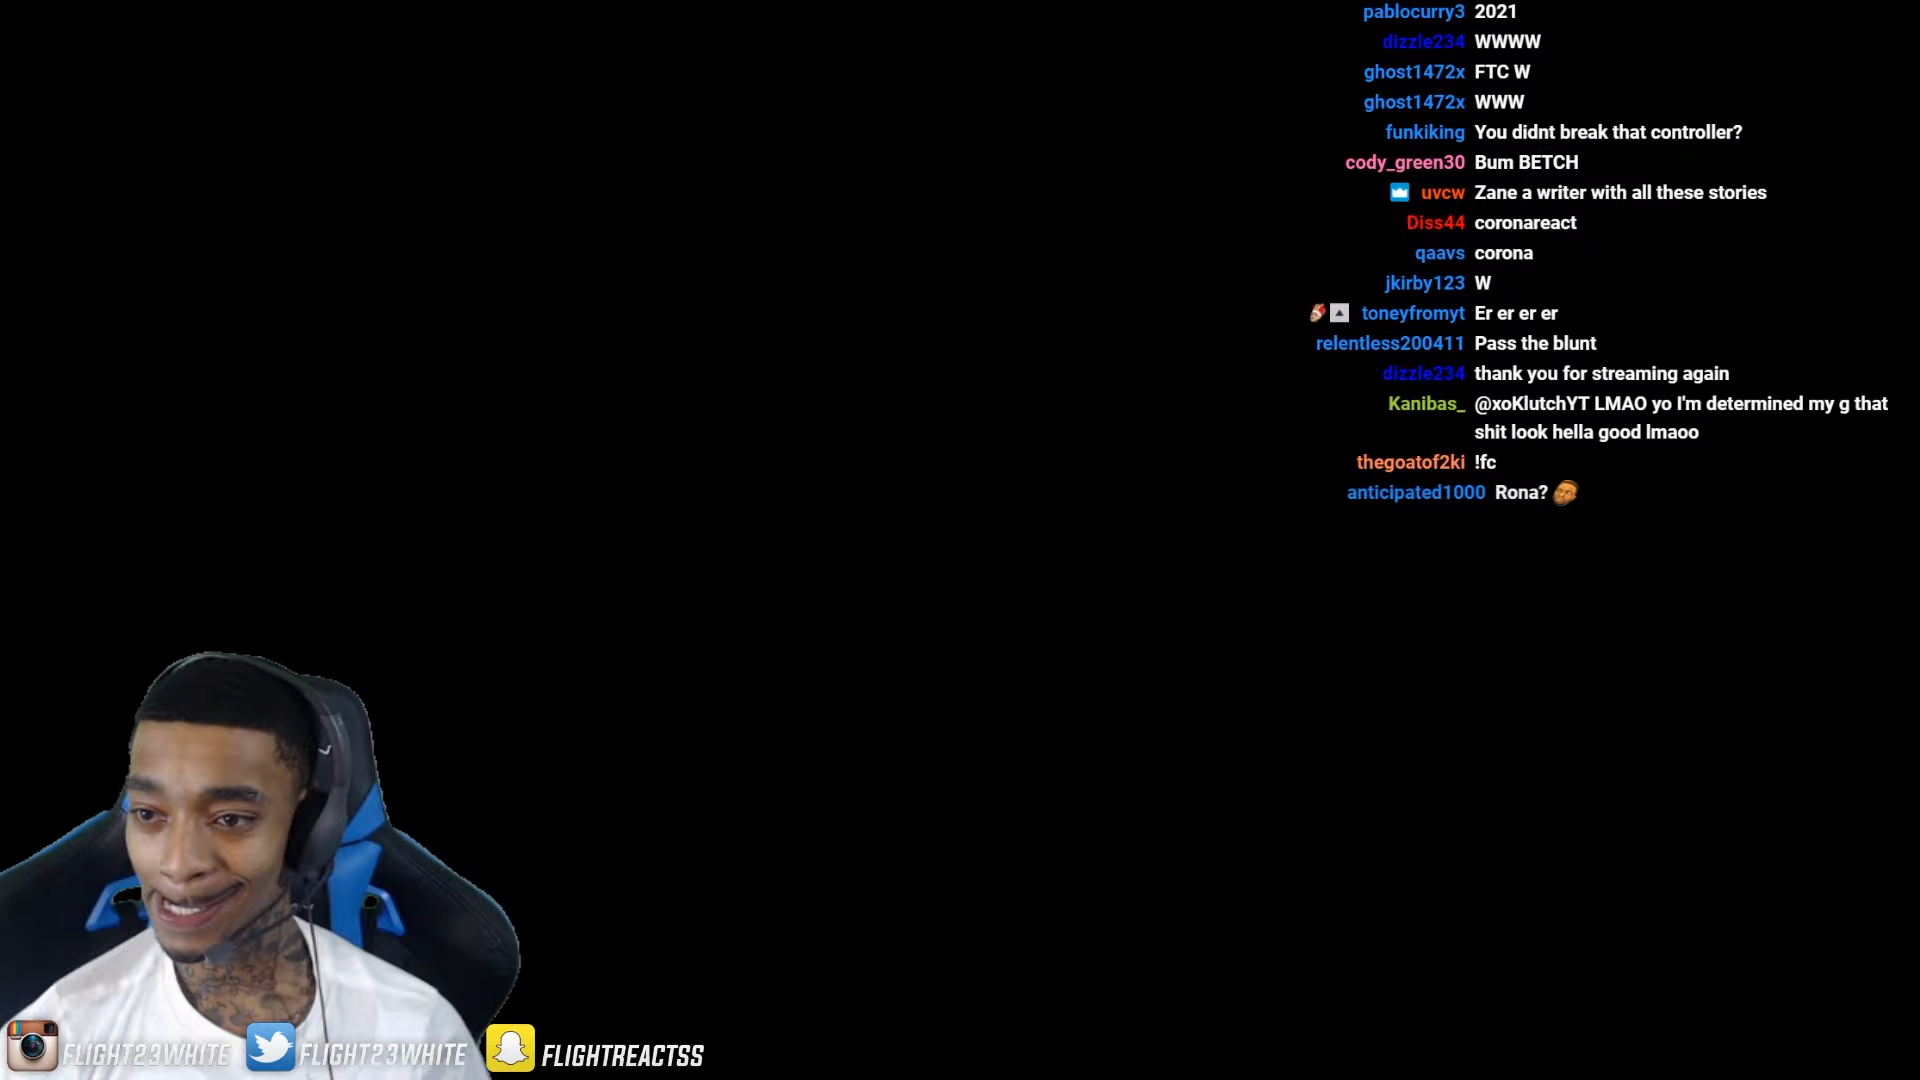 pablocurry3 2021
dizzle234 WWWW
ghost1472x FTC W
ghost1472x WWW
funkiking You didnt break that controller?
cody_green30 Bum BETCH
uvcw Zane a writer with all these stories
Diss44 coronareact
qaavs corona
jkirby123 W
toneyfromyt Er er er er
relentless200411 Pass the blunt
dizzle234 thank you for streaming again
Kanibas_ @xoKlutchYT LMAO yo I'm determined my g that
shit look hella good lmaoo
thegoatof2ki !fc
anticipated1000 Rona?
FLIGHT23WHITE FLIGHT23WHITE FLIGHTREACTSS